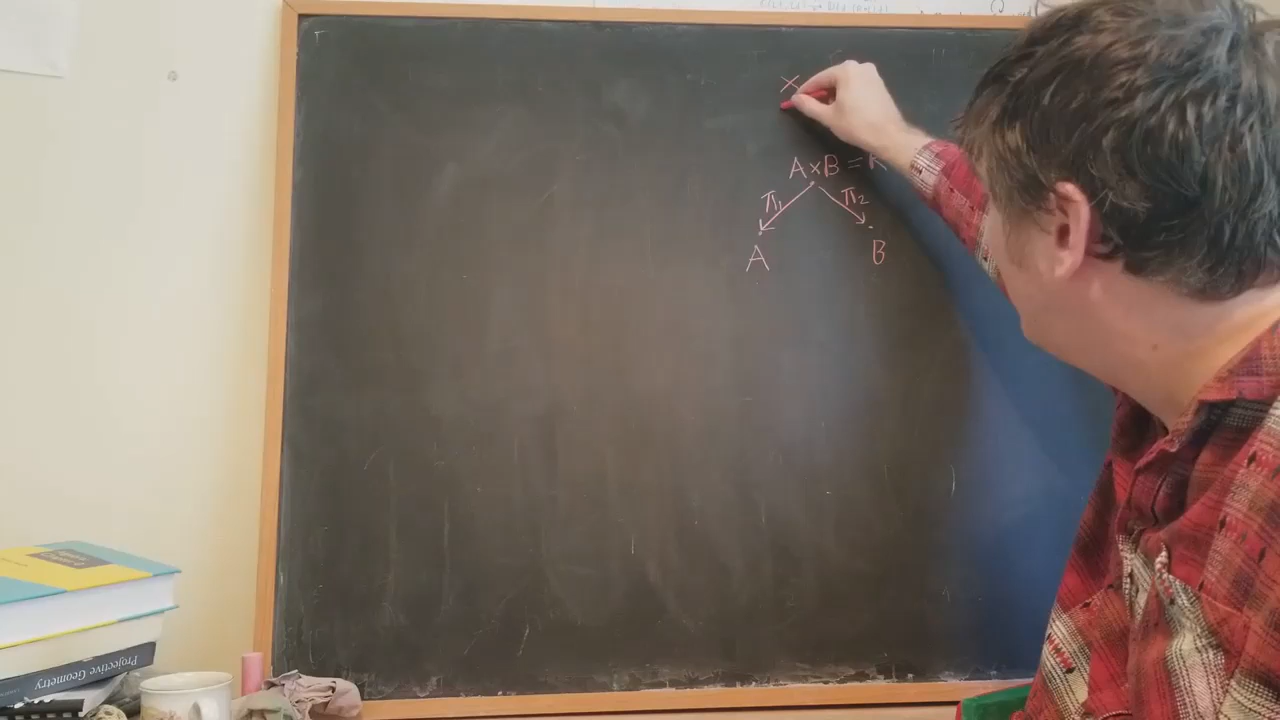 X
A×B = R
π₁ π₂
A B
Projective Geometry